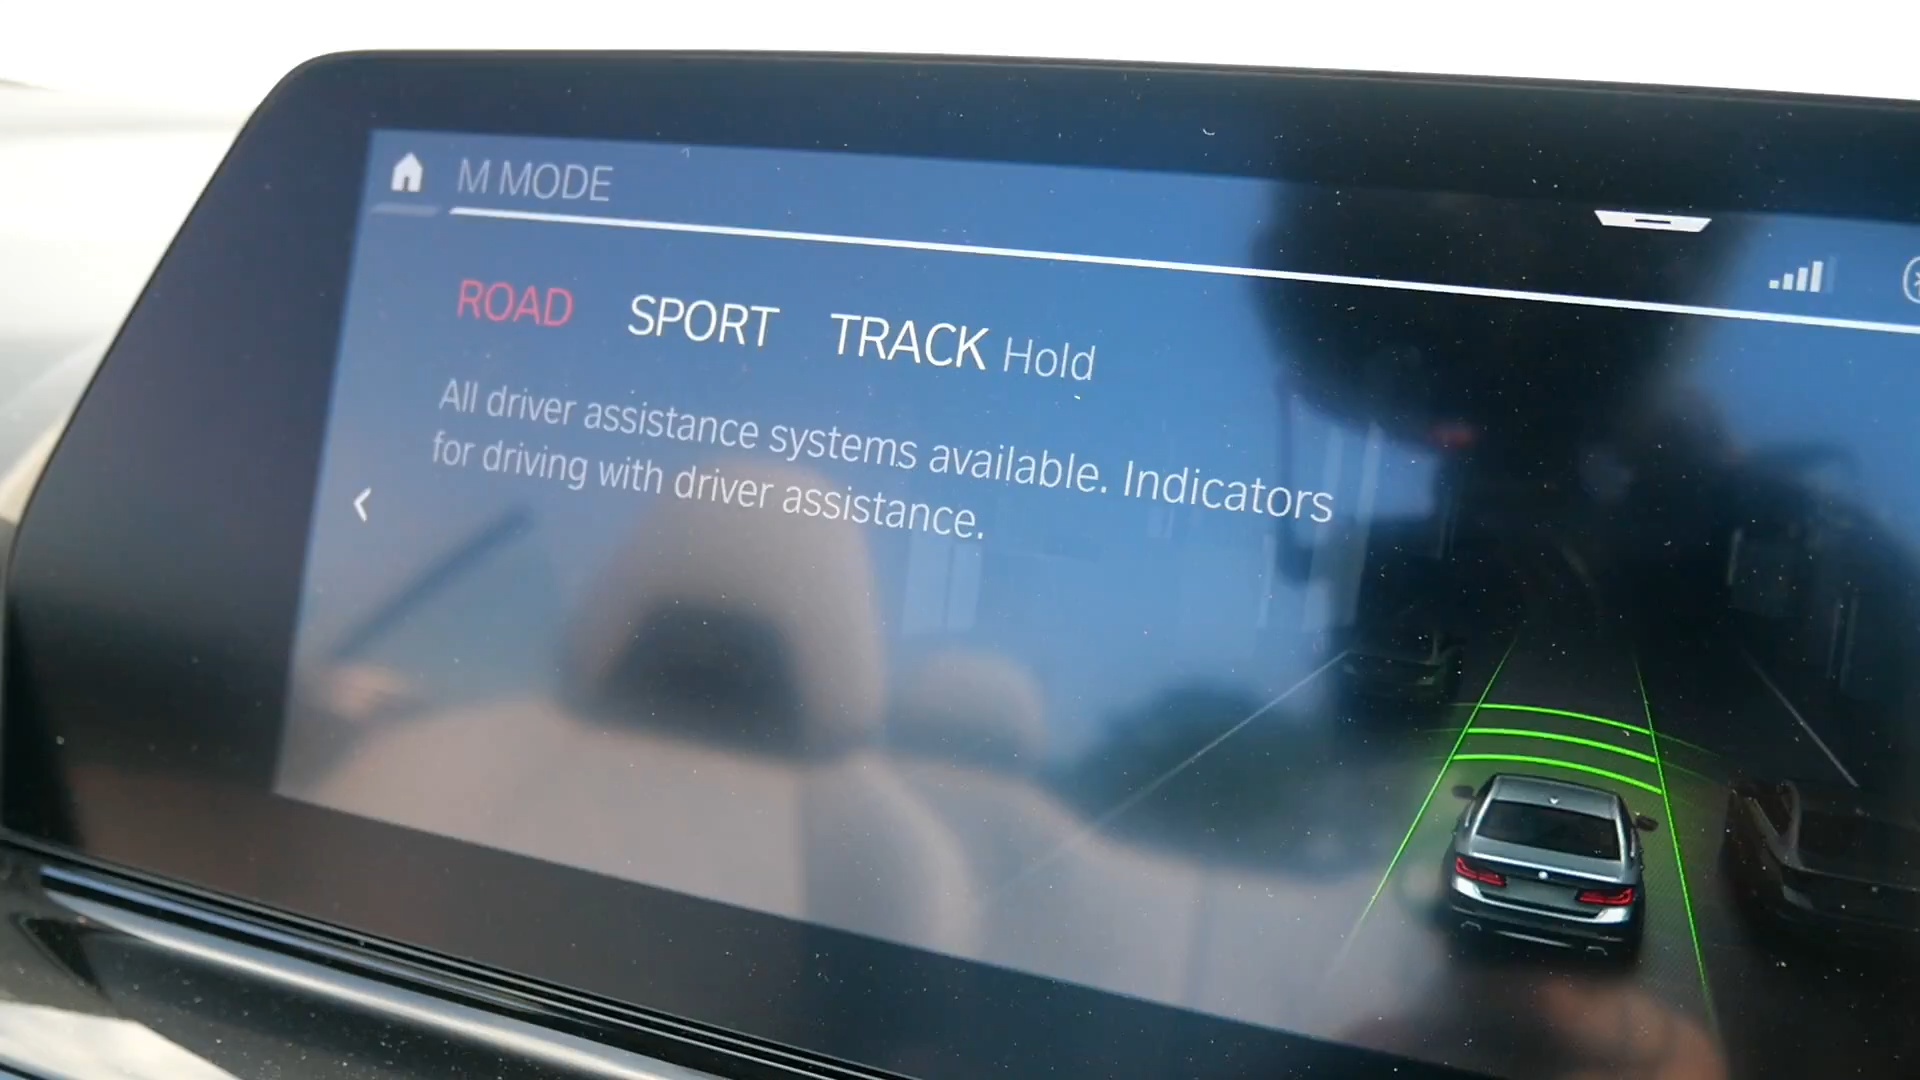 M MODE
ROAD SPORT TRACK Hold
All driver assistance systems available. Indicators
for driving with driver assistance.